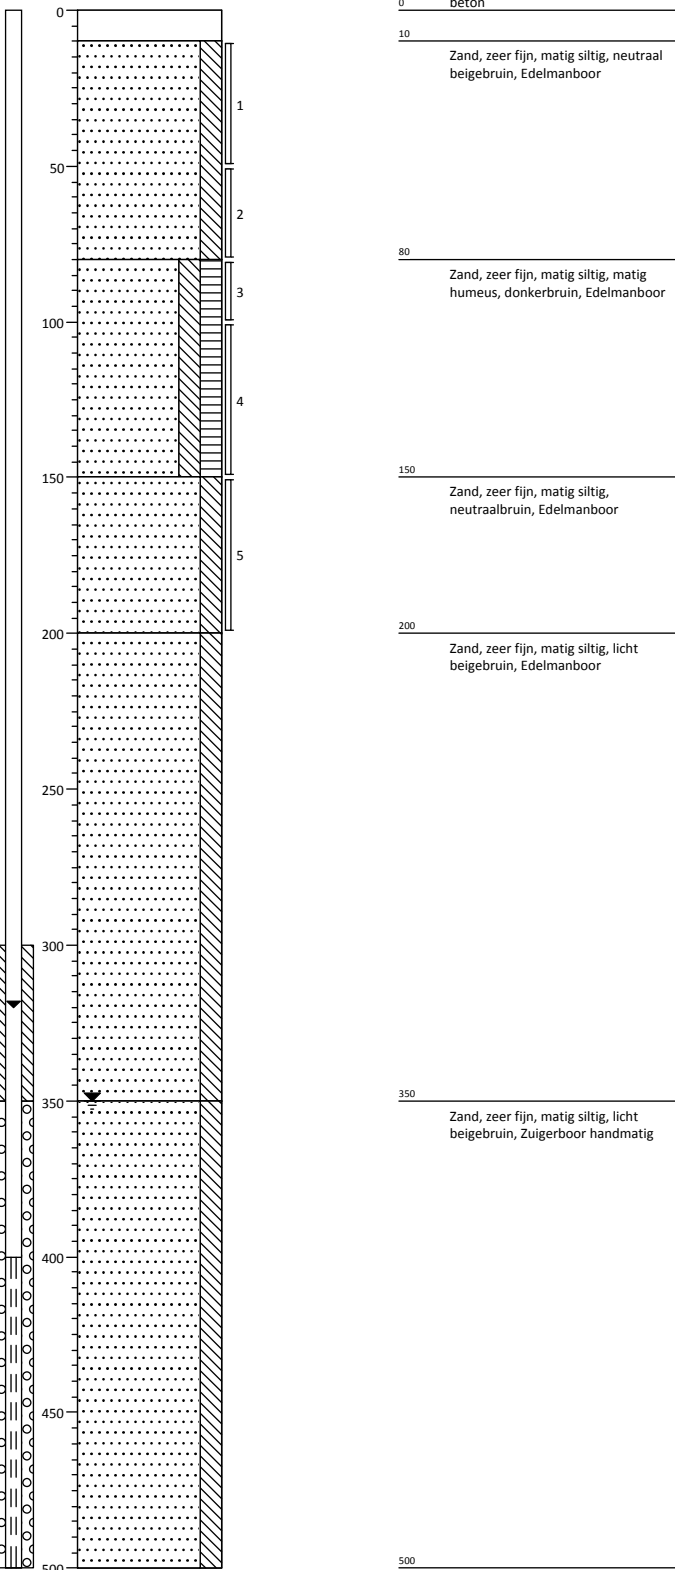 0
beton
10
Zand, zeer fijn, matig siltig, neutraal
beigebruin, Edelmanboor
80
Zand, zeer fijn, matig siltig, matig
humeus, donkerbruin, Edelmanboor
150
Zand, zeer fijn, matig siltig,
neutraalbruin, Edelmanboor
200
Zand, zeer fijn, matig siltig, licht
beigebruin, Edelmanboor
350
Zand, zeer fijn, matig siltig, licht
beigebruin, Zuigerboor handmatig
500
0
50
100
150
200
250
300
350
400
450
500
1
2
3
4
5